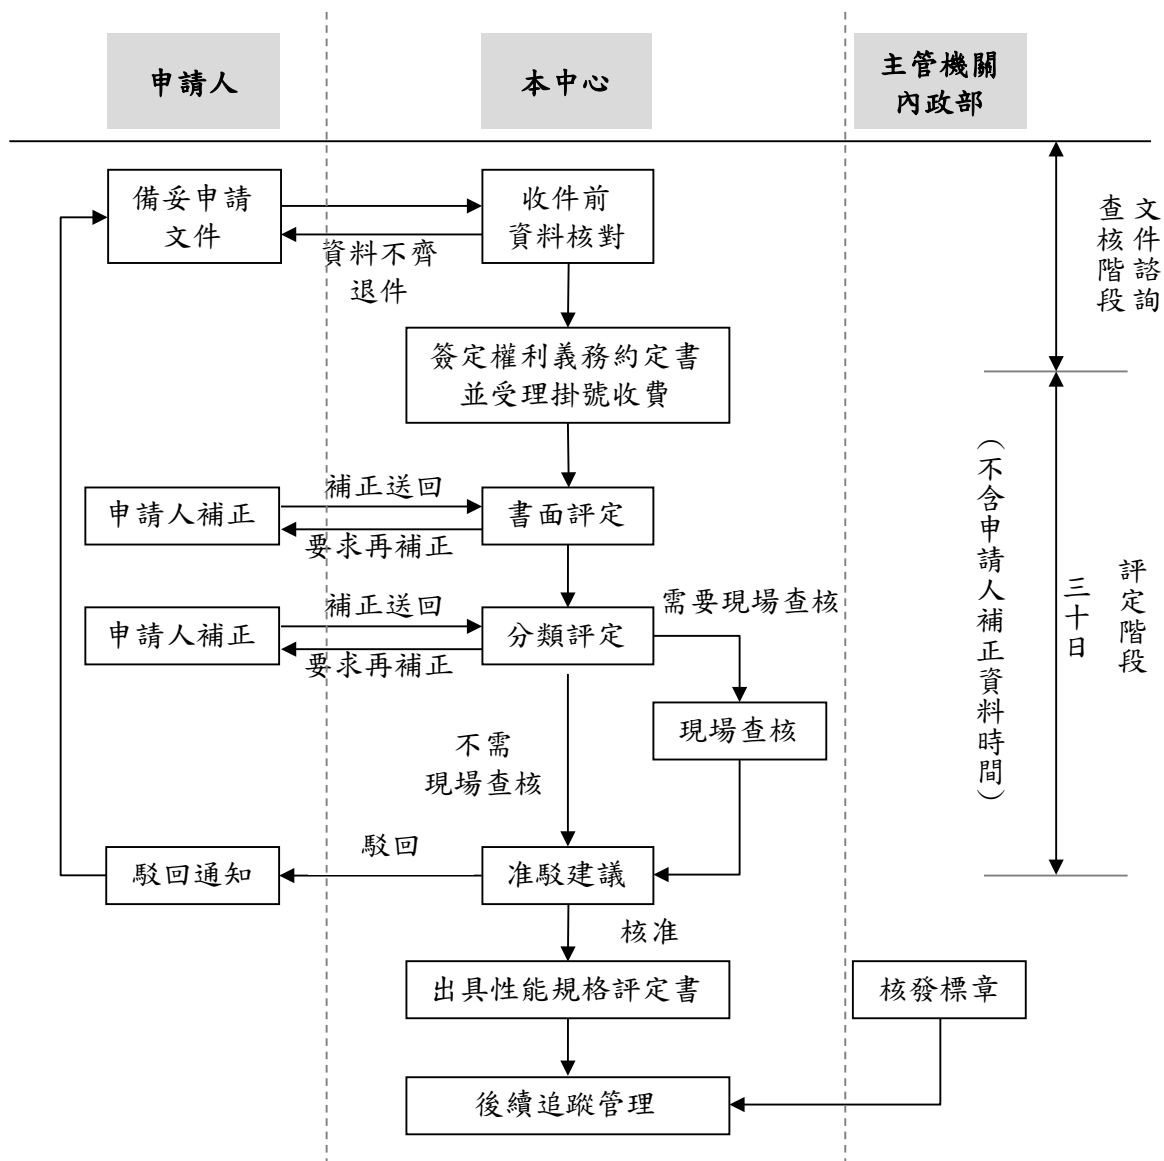 申請人
本中心
主管機關
內政部
備妥申請
文件
收件前
資料核對
資料不齊
退件
文件諮詢
查核階段
簽定權利義務約定書
並受理掛號收費
申請人補正
補正送回
要求再補正
書面評定
申請人補正
補正送回
要求再補正
分類評定
需要現場查核
現場查核
不需
現場查核
評定階段
三十日
（不含申請人補正資料時間）
駁回通知
駁回
准駁建議
核准
出具性能規格評定書
核發標章
後續追蹤管理